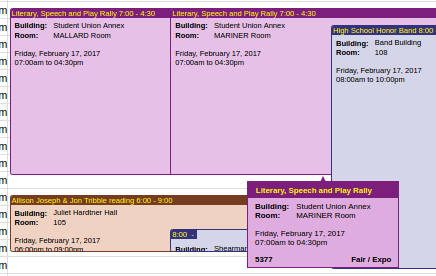 Literary, Speech and Play Rally 7:00 - 4:30
Building: Student Union Annex
Room: MALLARD Room
Friday, February 17, 2017
07:00am to 04:30pm
Literary, Speech and Play Rally 7:00 - 4:30
Building: Student Union Annex
Room: MARINER Room
Friday, February 17, 2017
07:00am to 04:30pm
High School Honor Band 8:00
Building: Band Building
Room: 108
Friday, February 17, 2017
08:00am to 10:00pm
Allison Joseph & Jon Tribble reading 6:00 - 9:00
Building: Juliet Hardtner Hall
Room: 105
Friday, February 17, 2017
06:00pm to 09:00pm
8:00 -
Building: Shearman
Literary, Speech and Play Rally
Building: Student Union Annex
Room: MARINER Room
Friday, February 17, 2017
07:00am to 04:30pm
5377 Fair / Expo